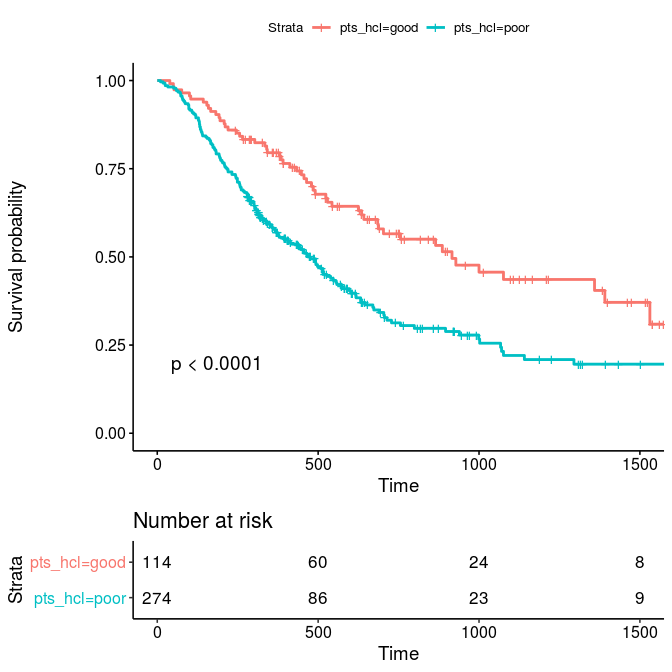 Strata pts_hcl=good pts_hcl=poor
Survival probability
1.00
0.75
0.50
0.25
0.00
p < 0.0001
0 500 1000 1500
Time
Number at risk
Strata
pts_hcl=good 114 60 24 8
pts_hcl=poor 274 86 23 9
0 500 1000 1500
Time